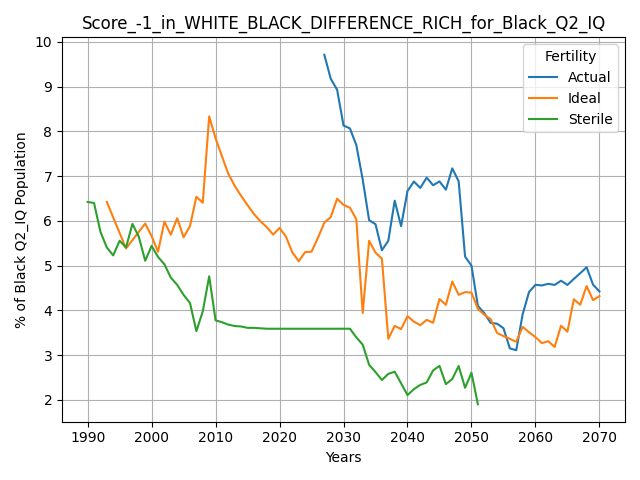 Score_-1_in_WHITE_BLACK_DIFFERENCE_RICH_for_Black_Q2_IQ
% of Black Q2_IQ Population
10
9
8
7
6
5
4
3
2
Fertility
Actual
Ideal
Sterile
1990 2000 2010 2020 2030 2040 2050 2060 2070
Years